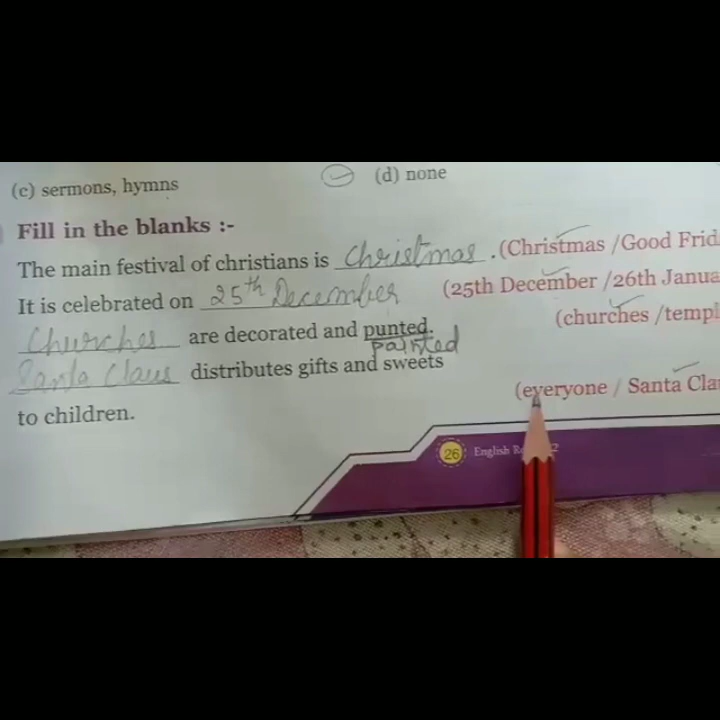 (c) sermons, hymns (d) none
Fill in the blanks :-
The main festival of christians is Christmas . (Christmas /Good Frid
It is celebrated on 25th December (25th December /26th Janua
Churches are decorated and punted. (churches /templ
painted
Santa Claus distributes gifts and sweets
(everyone / Santa Cla
to children.
26 English